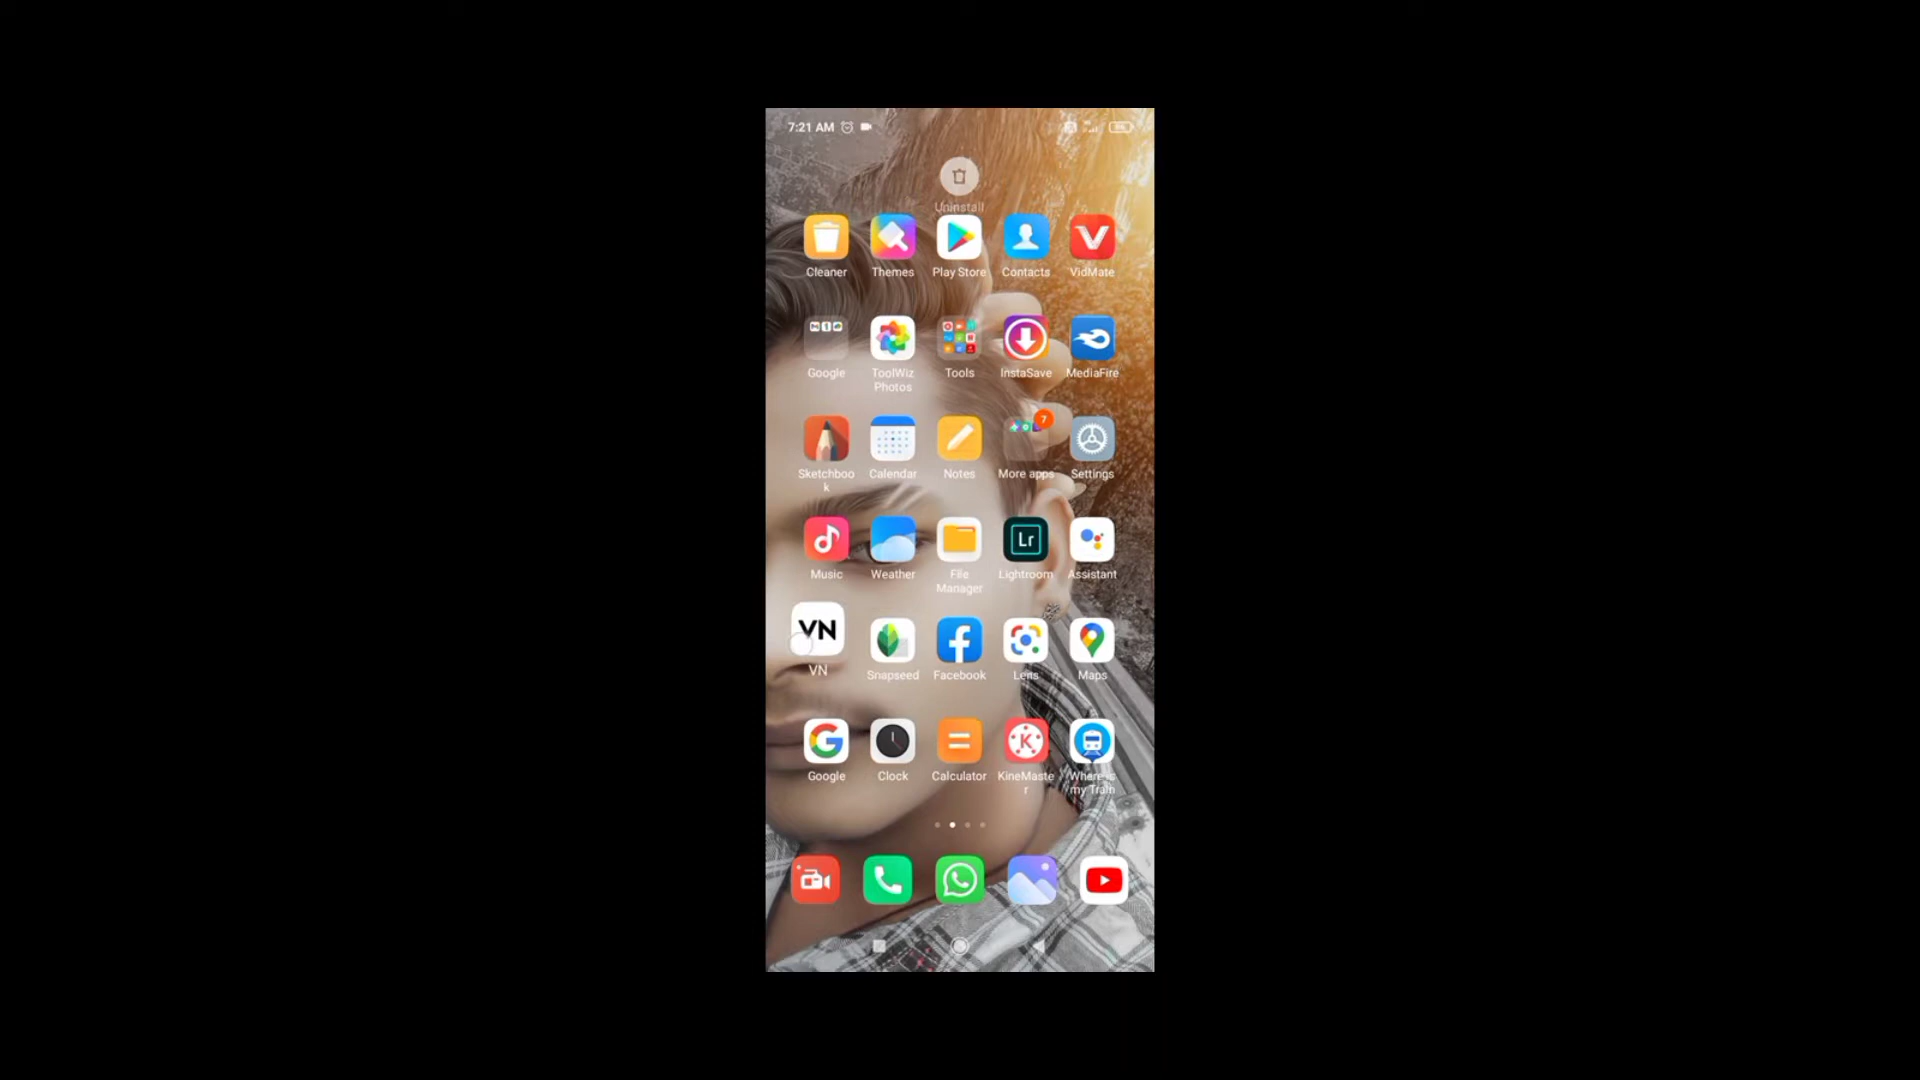 7:21 AM
Uninstall
Cleaner Themes Play Store Contacts VidMate
Google ToolWiz Tools InstaSave MediaFire
Photos
7
Sketchboo Calendar Notes More apps Settings
k
Lr
Music Weather File Lightroom Assistant
Manager
VN
VN Snapseed Facebook Lens Maps
Google Clock Calculator KineMaste Where is
r my Train